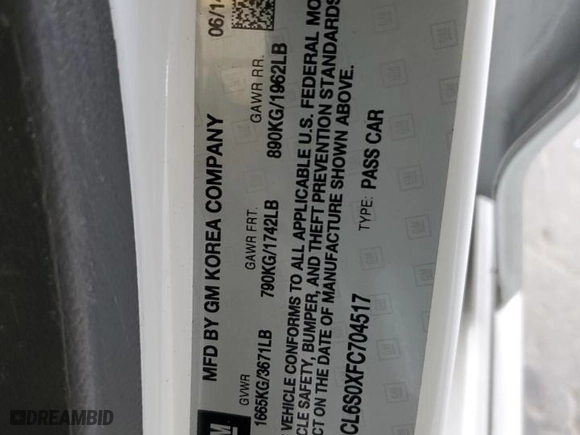 MFD BY GM KOREA COMPANY 06/1
GVWR GAWR FRT. GAWR RR.
1665KG/3671LB 790KG/1742LB 890KG/1962LB
VEHICLE CONFORMS TO ALL APPLICABLE U.S. FEDERAL MO
CLE SAFETY, BUMPER, AND THEFT PREVENTION STANDARDS
CT ON THE DATE OF MANUFACTURE SHOWN ABOVE.
CL6S0XFC704517 TYPE: PASS CAR
GM
DREAMBID